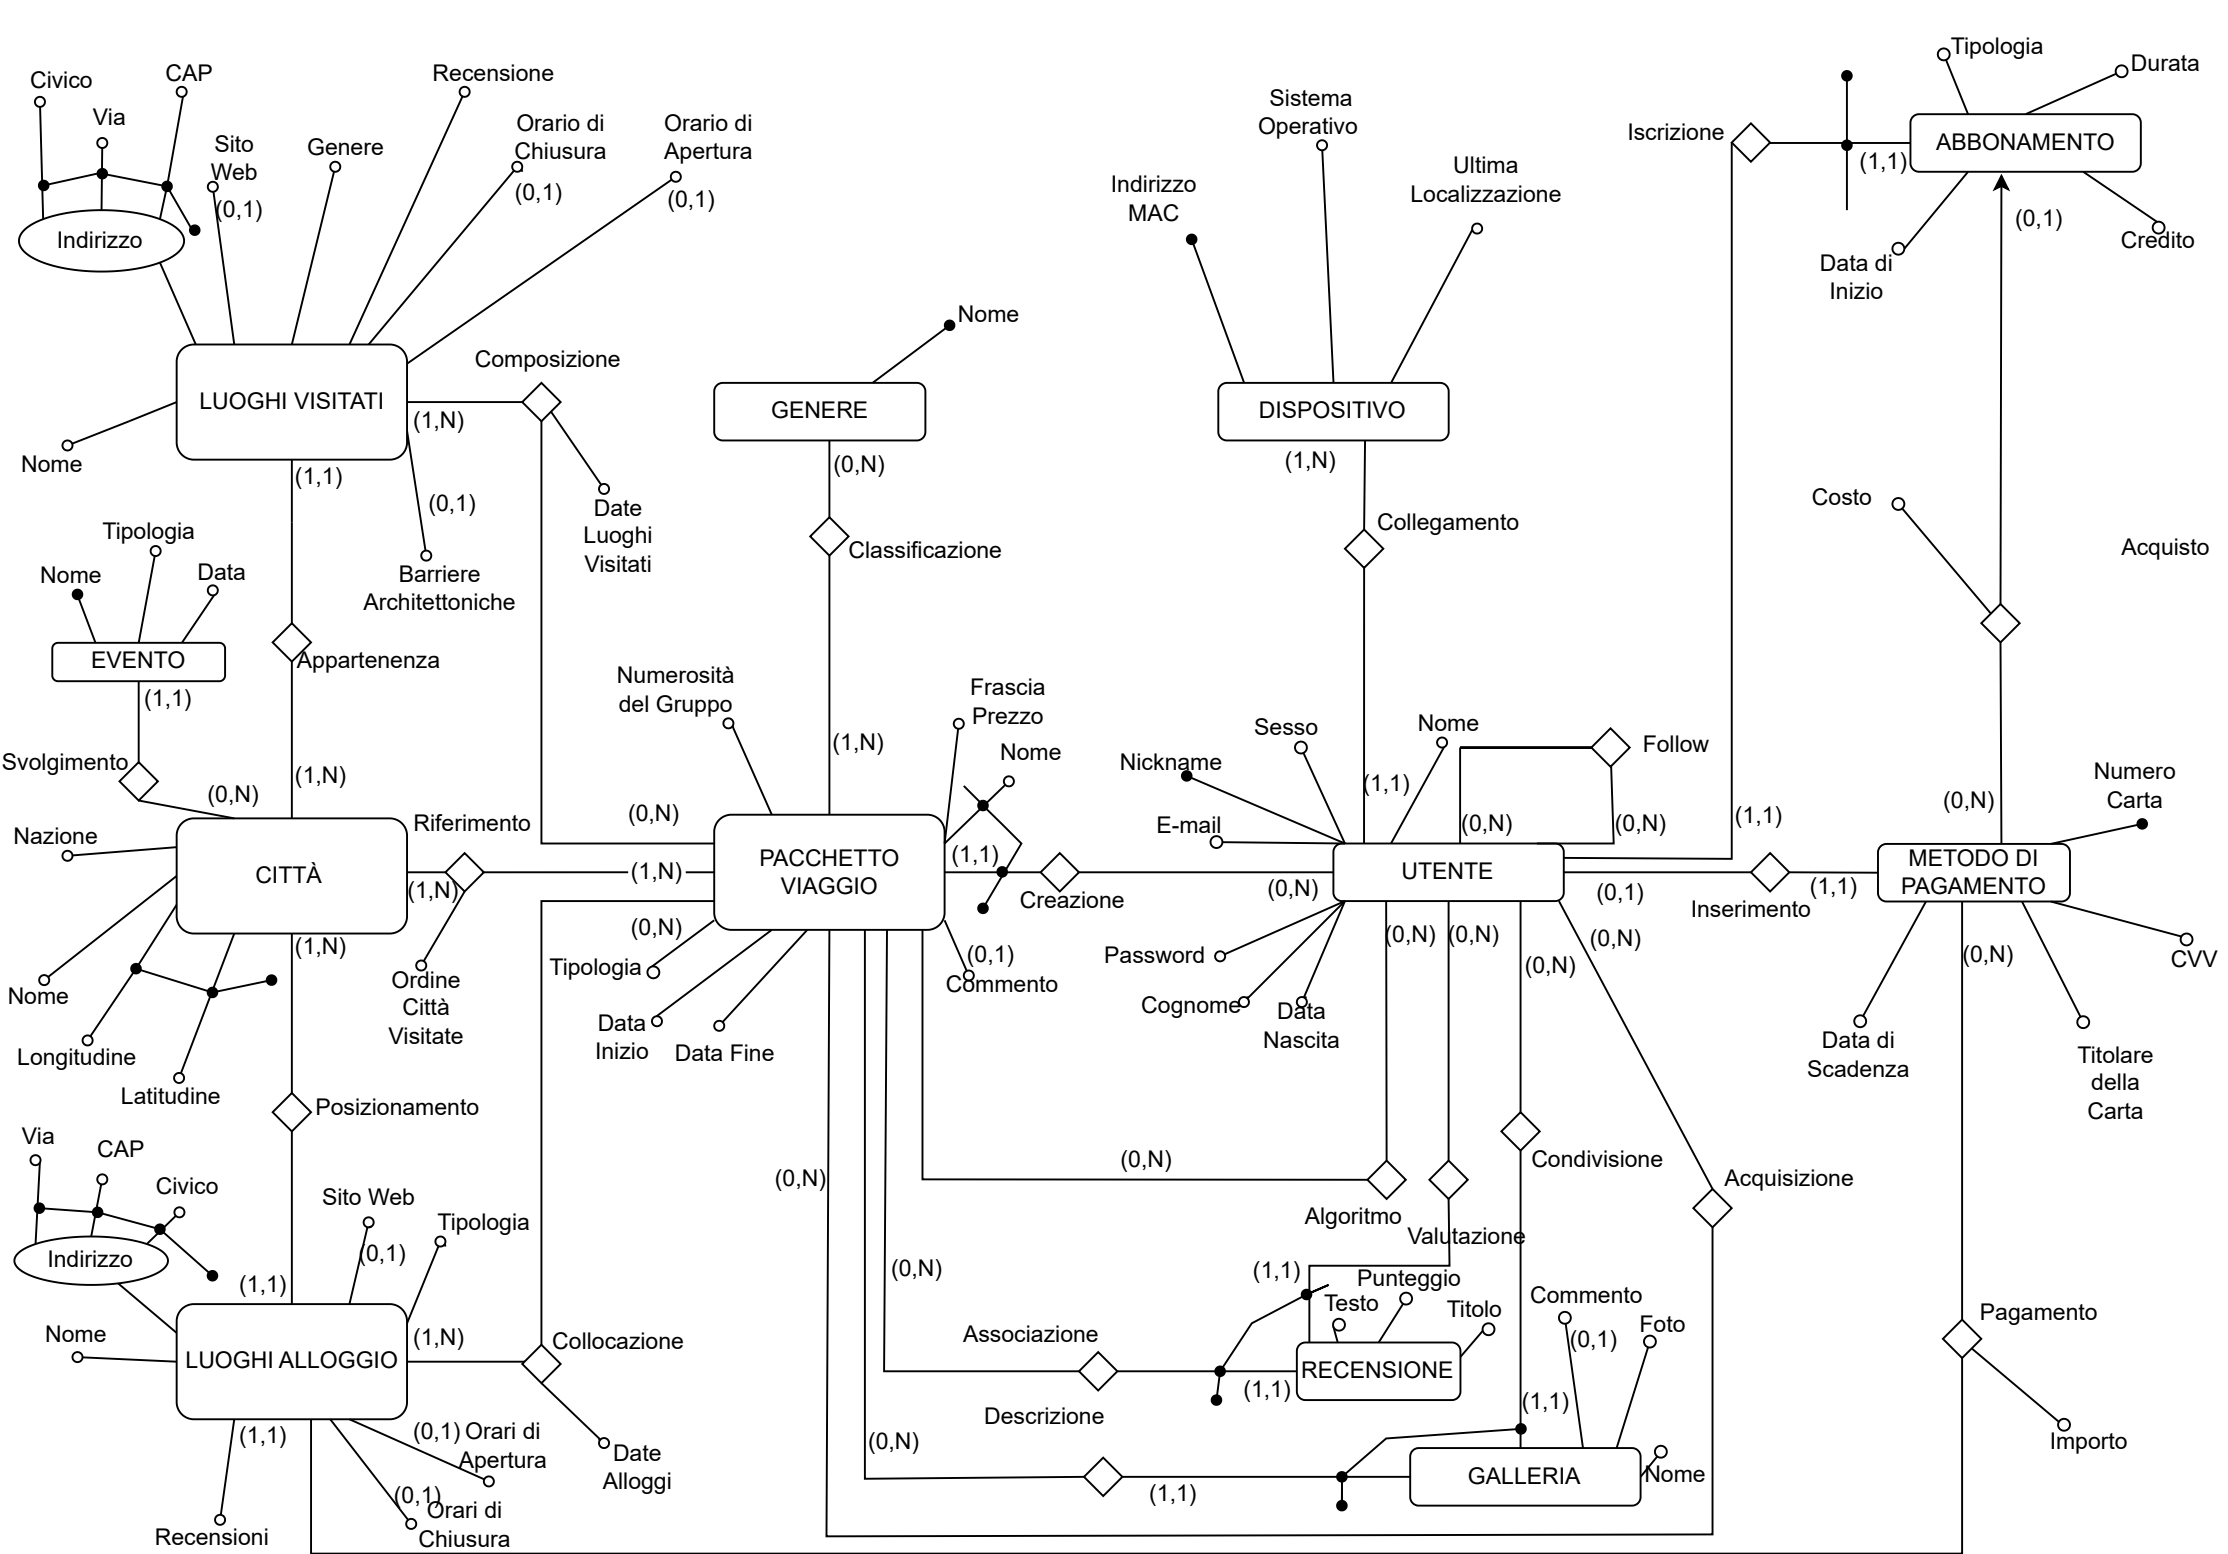 Tipologia
Durata
Civico
CAP
Via
Recensione
Sistema
Operativo
Orario di
Chiusura
(0,1)
Orario di
Apertura
(0,1)
Sito
Web
(0,1)
Genere
Iscrizione
(1,1)
ABBONAMENTO
(0,1)
Indirizzo
MAC
Ultima
Localizzazione
Indirizzo
Data di
Inizio
Credito
Nome
Composizione
LUOGHI VISITATI
(1,N)
GENERE
DISPOSITIVO
Nome
(1,1)
(0,N)
(1,N)
(0,1)
Date
Luoghi
Visitati
Costo
Acquisto
Collegamento
Classificazione
Tipologia
Nome
Data
Barriere
Architettoniche
EVENTO
(1,1)
Appartenenza
Numerosità
del Gruppo
Frascia
Prezzo
Nome
(1,N)
Sesso
Nome
Follow
Nickname
Svolgimento
(0,N)
(1,N)
(1,1)
Numero
Carta
(0,N)
(0,N)
Riferimento
E-mail
(0,N)
(0,N)
(1,1)
Nazione
CITTÀ
(1,N)
(1,N)
PACCHETTO
VIAGGIO
(1,1)
Creazione
(0,N)
UTENTE
(0,1)
Inserimento
(1,1)
METODO DI
PAGAMENTO
(1,N)
(0,N)
(0,N)
(0,N)
(0,N)
(0,N)
(0,N)
CVV
Nome
Ordine
Città
Visitate
Tipologia
(0,1)
Commento
Password
Cognome
Data
Nascita
Longitudine
Latitudine
Data
Inizio
Data Fine
Data di
Scadenza
Titolare
della
Carta
Posizionamento
Via
CAP
Civico
(0,N)
(0,N)
Condivisione
Acquisizione
Sito Web
(0,1)
Tipologia
Algoritmo
Valutazione
Indirizzo
(1,1)
(0,N)
(1,1)
Punteggio
Testo
Titolo
Commento
(0,1)
Foto
Pagamento
Nome
LUOGHI ALLOGGIO
(1,N)
Collocazione
Associazione
RECENSIONE
(1,1)
(1,1)
Descrizione
(1,1)
(0,1)
Orari di
Apertura
(0,N)
Date
Alloggi
Importo
GALLERIA
Nome
(1,1)
(0,1)
Orari di
Chiusura
Recensioni